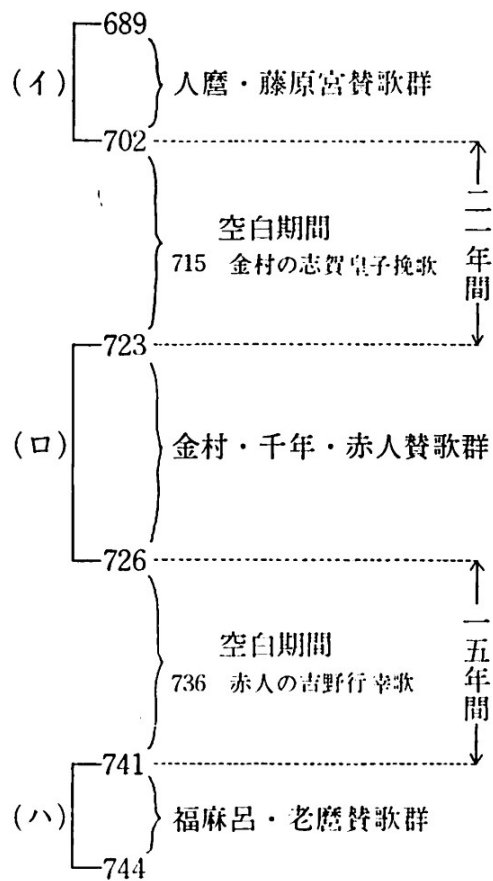 689
(イ) 人麿・藤原宮賛歌群
702
空白期間
715 金村の志賀皇子挽歌
二一年間
723
(ロ) 金村・千年・赤人賛歌群
726
空白期間
736 赤人の吉野行幸歌
一五年間
741
(ハ) 福麻呂・老麿賛歌群
744